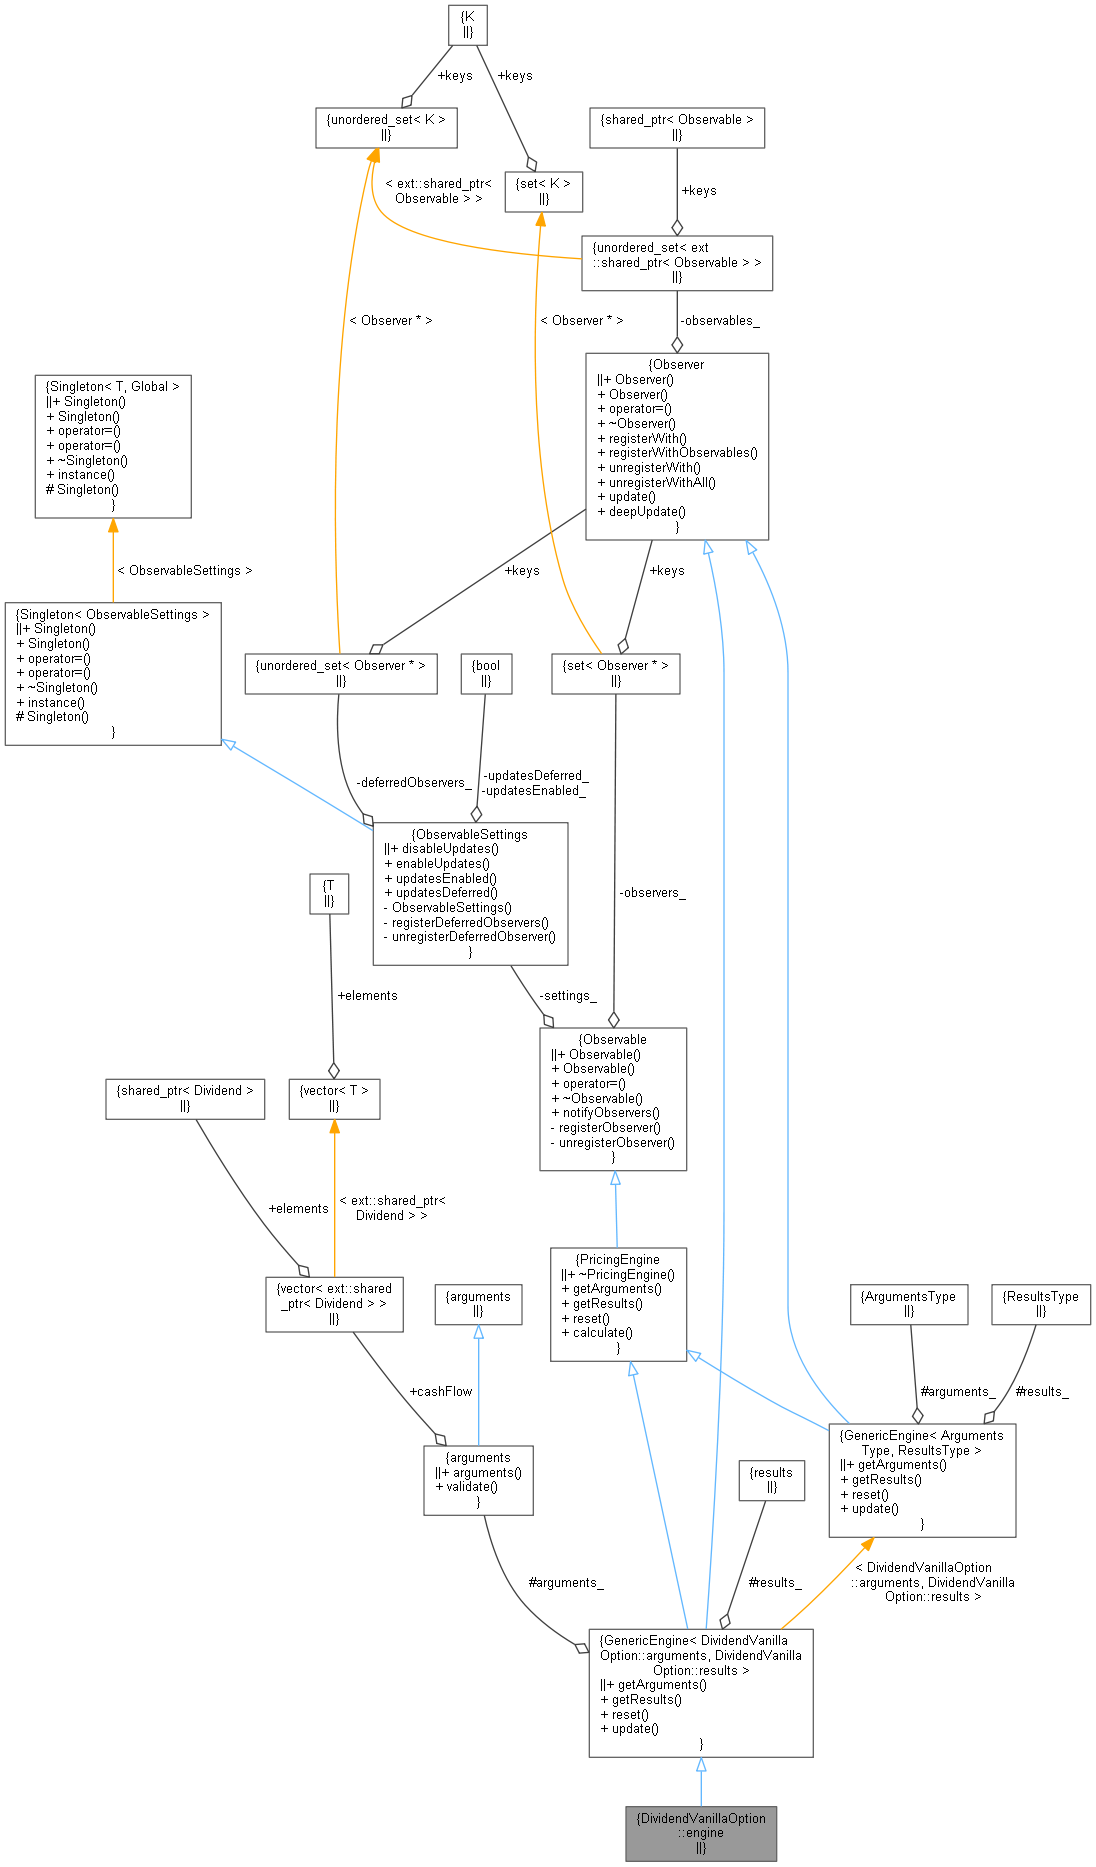 {K
||}
+keys
+keys
{unordered_set< K >
||}
{shared_ptr< Observable >
||}
< ext::shared_ptr<
Observable > >
{set< K >
||}
+keys
{unordered_set< ext
::shared_ptr< Observable > >
||}
< Observer * >
< Observer * >
-observables_
{Observer
||+ Observer()
+ Observer()
+ operator=()
+ ~Observer()
+ registerWith()
+ registerWithObservables()
+ unregisterWith()
+ unregisterWithAll()
+ update()
+ deepUpdate()
}
{Singleton< T, Global >
||+ Singleton()
+ Singleton()
+ operator=()
+ operator=()
+ ~Singleton()
+ instance()
# Singleton()
}
< ObservableSettings >
+keys
+keys
{Singleton< ObservableSettings >
||+ Singleton()
+ Singleton()
+ operator=()
+ operator=()
+ ~Singleton()
+ instance()
# Singleton()
}
{unordered_set< Observer * >
||}
{bool
||}
{set< Observer * >
||}
-deferredObservers_
-updatesDeferred_
-updatesEnabled_
{ObservableSettings
||+ disableUpdates()
+ enableUpdates()
+ updatesEnabled()
+ updatesDeferred()
- ObservableSettings()
- registerDeferredObservers()
- unregisterDeferredObserver()
}
-observers_
{T
||}
+elements
-settings_
{Observable
||+ Observable()
+ Observable()
+ operator=()
+ ~Observable()
+ notifyObservers()
- registerObserver()
- unregisterObserver()
}
{shared_ptr< Dividend >
||}
{vector< T >
||}
+elements
< ext::shared_ptr<
Dividend > >
{PricingEngine
||+ ~PricingEngine()
+ getArguments()
+ getResults()
+ reset()
+ calculate()
}
{vector< ext::shared
_ptr< Dividend > >
||}
{arguments
||}
{ArgumentsType
||}
{ResultsType
||}
+cashFlow
#arguments_
#results_
{arguments
||+ arguments()
+ validate()
}
{results
||}
{GenericEngine< Arguments
Type, ResultsType >
||+ getArguments()
+ getResults()
+ reset()
+ update()
}
#arguments_
#results_
< DividendVanillaOption
::arguments, DividendVanilla
Option::results >
{GenericEngine< DividendVanilla
Option::arguments, DividendVanilla
Option::results >
||+ getArguments()
+ getResults()
+ reset()
+ update()
}
{DividendVanillaOption
::engine
||}